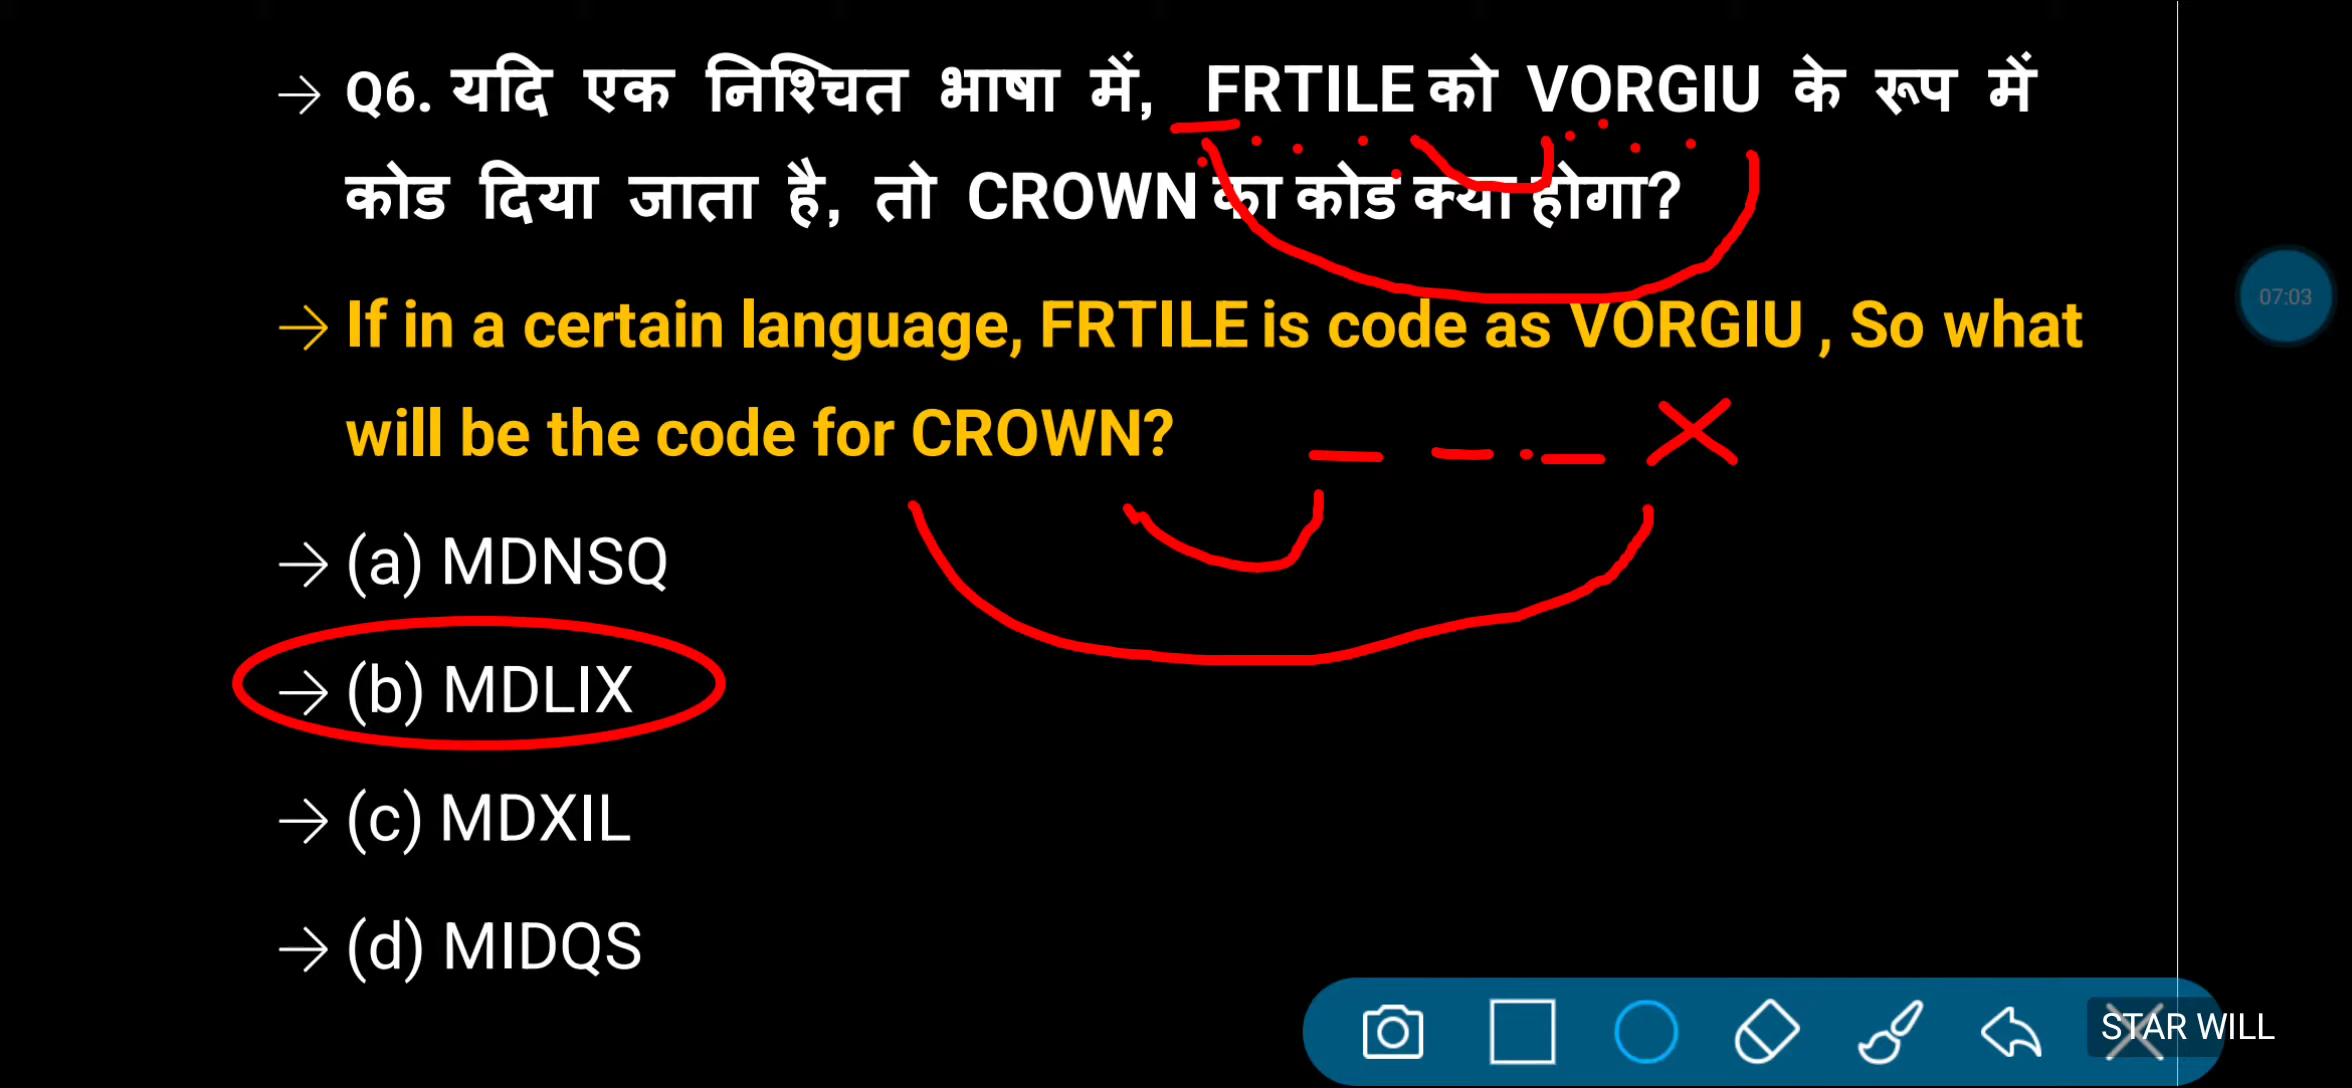 → Q6. यदि एक निश्चित भाषा में, FRTILE को VORGIU के रूप में
कोड दिया जाता है, तो CROWN का कोड क्या होगा?
→ If in a certain language, FRTILE is code as VORGIU , So what
will be the code for CROWN?
→ (a) MDNSQ
→ (b) MDLIX
→ (c) MDXIL
→ (d) MIDQS
07:03
STAR WILL